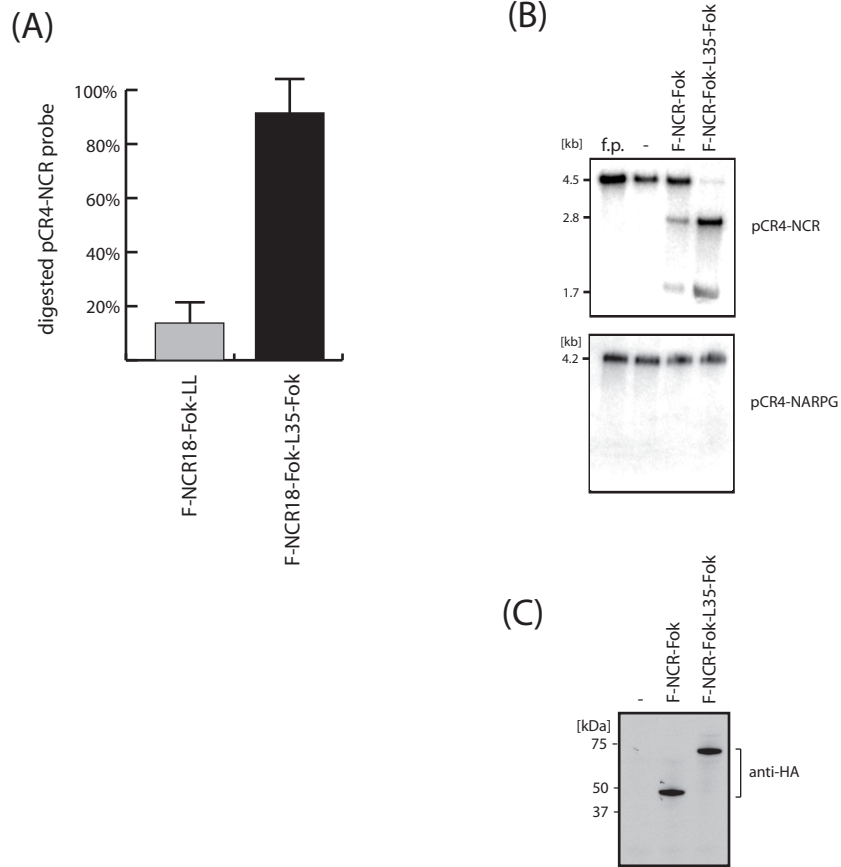 (A)
digested pCR4-NCR probe
100%
80%
60%
40%
20%
F-NCR18-Fok-LL
F-NCR18-Fok-L35-Fok
(B)
[kb]
f.p.
-
F-NCR-Fok
F-NCR-Fok-L35-Fok
4.5
2.8
1.7
pCR4-NCR
[kb]
4.2
pCR4-NARPG
(C)
-
F-NCR-Fok
F-NCR-Fok-L35-Fok
[kDa]
75
50
37
anti-HA